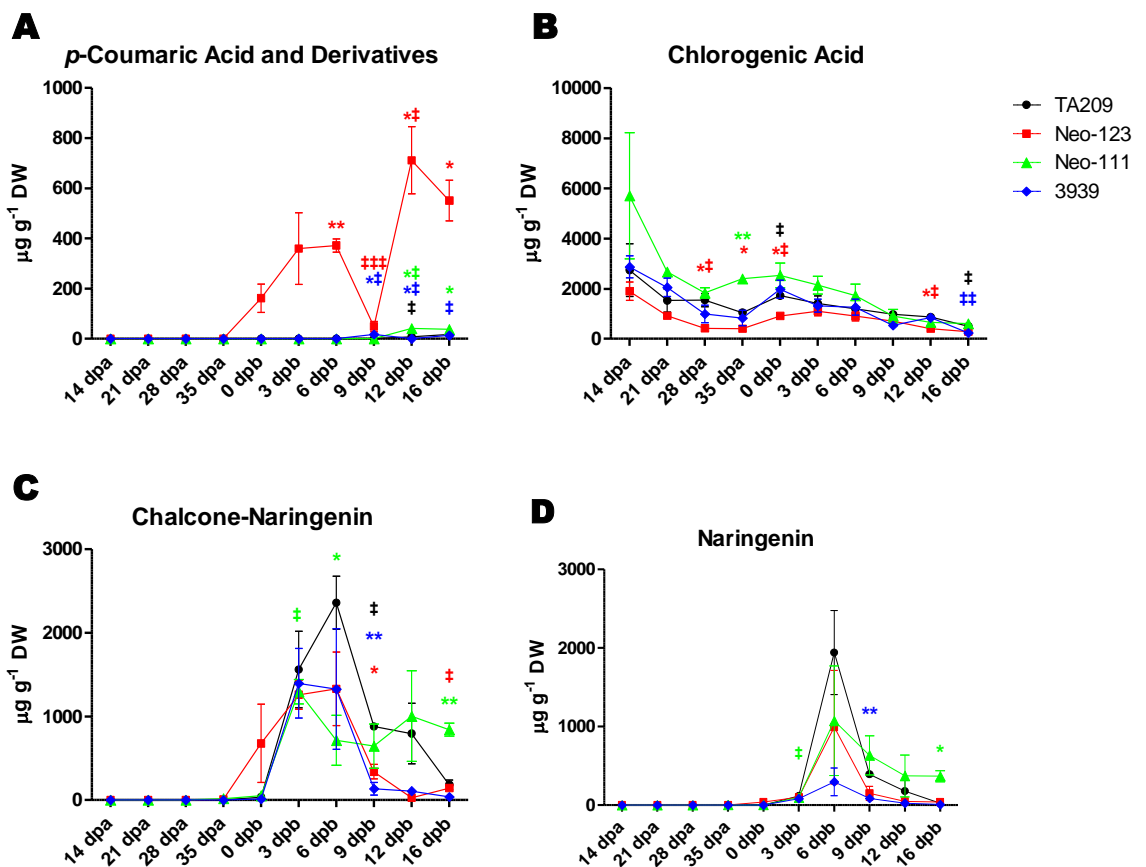 A
p-Coumaric Acid and Derivatives
1000
800
600
400
200
0
µg g-1 DW
*‡
*
**
‡‡‡
*‡
*‡
*‡
‡
*
‡
14 dpa
21 dpa
28 dpa
35 dpa
0 dpb
3 dpb
6 dpb
9 dpb
12 dpb
16 dpb
B
Chlorogenic Acid
10000
8000
6000
4000
2000
0
µg g-1 DW
*‡
**
*
‡
*‡
*‡
‡
‡‡
14 dpa
21 dpa
28 dpa
35 dpa
0 dpb
3 dpb
6 dpb
9 dpb
12 dpb
16 dpb
TA209
Neo-123
Neo-111
3939
C
Chalcone-Naringenin
3000
2000
1000
0
µg g-1 DW
‡
*
‡
**
*
‡
**
14 dpa
21 dpa
28 dpa
35 dpa
0 dpb
3 dpb
6 dpb
9 dpb
12 dpb
16 dpb
D
Naringenin
3000
2000
1000
0
µg g-1 DW
‡
**
*
14 dpa
21 dpa
28 dpa
35 dpa
0 dpb
3 dpb
6 dpb
9 dpb
12 dpb
16 dpb